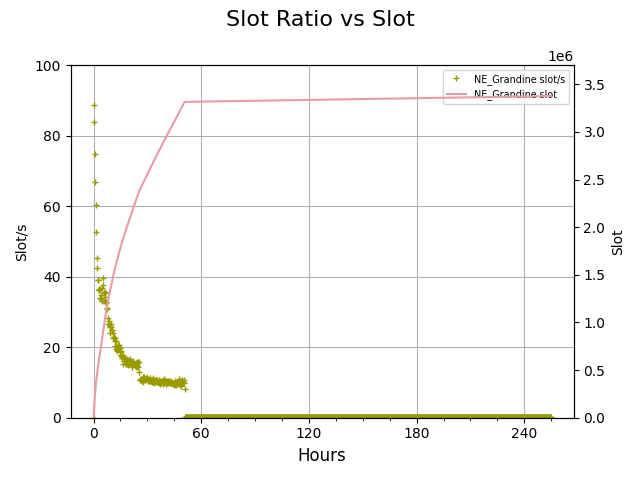 Slot Ratio vs Slot
1e6
100
80
60
40
20
0
Slot/s
NE_Grandine slot/s
NE_Grandine slot
3.5
3.0
2.5
2.0
1.5
1.0
0.5
0.0
Slot
0
60
120
180
240
Hours